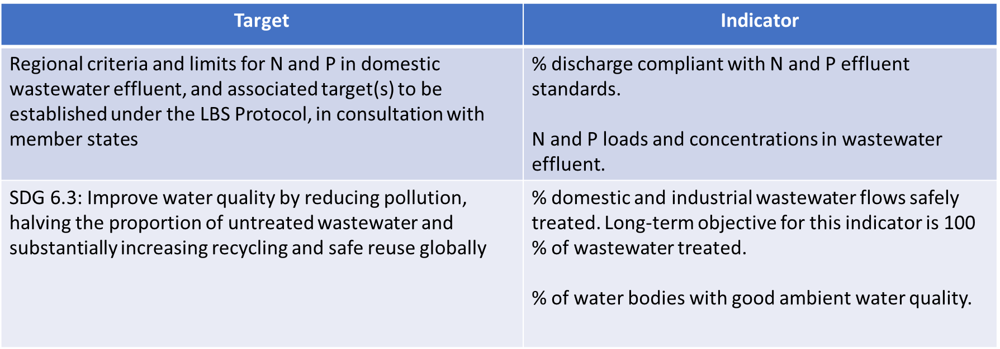 Target
Indicator
Regional criteria and limits for N and P in domestic
wastewater effluent, and associated target(s) to be
established under the LBS Protocol, in consultation with
member states
% discharge compliant with N and P effluent
standards.
N and P loads and concentrations in wastewater
effluent.
SDG 6.3: Improve water quality by reducing pollution,
halving the proportion of untreated wastewater and
substantially increasing recycling and safe reuse globally
% domestic and industrial wastewater flows safely
treated. Long-term objective for this indicator is 100
% of wastewater treated.
% of water bodies with good ambient water quality.